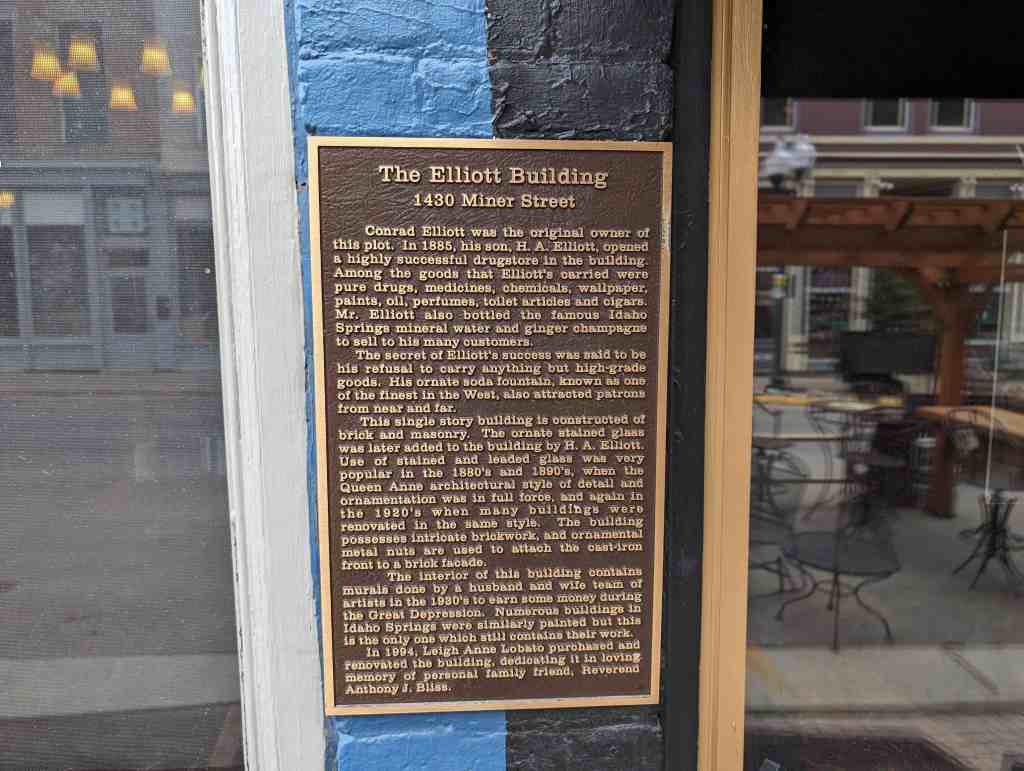 The Elliott Building
1430 Miner Street
Conrad Elliott was the original owner of
this plot. In 1885, his son, H. A. Elliott, opened
a highly successful drugstore in the building.
Among the goods that Elliott's carried were
pure drugs, medicines, chemicals, wallpaper,
paints, oil, perfumes, toilet articles and cigars.
Mr. Elliott also bottled the famous Idaho
Springs mineral water and ginger champagne
to sell to his many customers.
The secret of Elliott's success was said to be
his refusal to carry anything but high-grade
goods. His ornate soda fountain, known as one
of the finest in the West, also attracted patrons
from near and far.
This single story building is constructed of
brick and masonry. The ornate stained glass
was later added to the building by H. A. Elliott.
Use of stained and leaded glass was very
popular in the 1880's and 1890's, when the
Queen Anne architectural style of detail and
ornamentation was in full force, and again in
the 1920's when many buildings were
renovated in the same style. The building
possesses intricate brickwork, and ornamental
metal nuts are used to attach the cast-iron
front to a brick facade.
The interior of this building contains
murals done by a husband and wife team of
artists in the 1930's to earn some money during
the Great Depression. Numerous buildings in
Idaho Springs were similarly painted but this
is the only one which still contains their work.
In 1994, Leigh Anne Lobato purchased and
renovated the building, dedicating it in loving
memory of personal family friend, Reverend
Anthony J. Bliss.